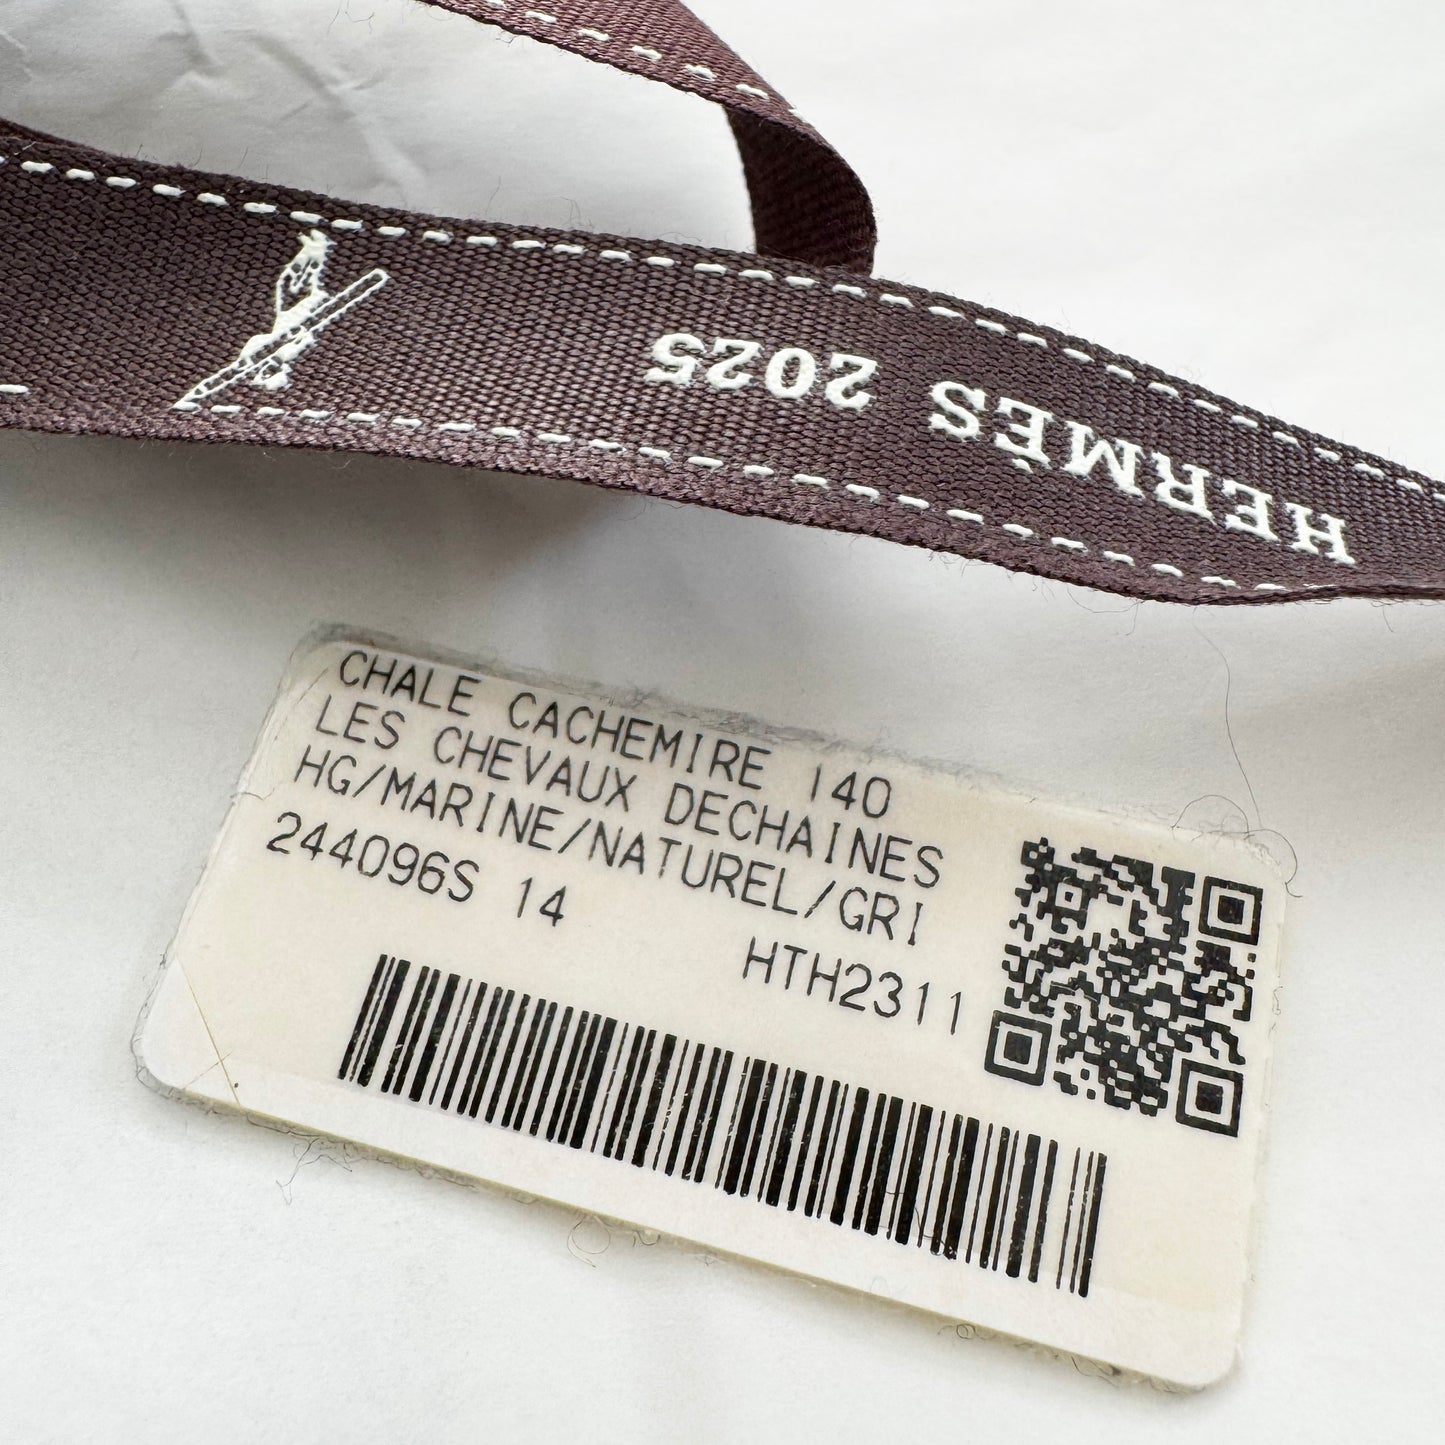 HERMÈS 2025
CHALE CACHEMIRE 140
LES CHEVAUX DECHAINES
HG/MARINE/NATUREL/GRI
244096S 14
HTH2311